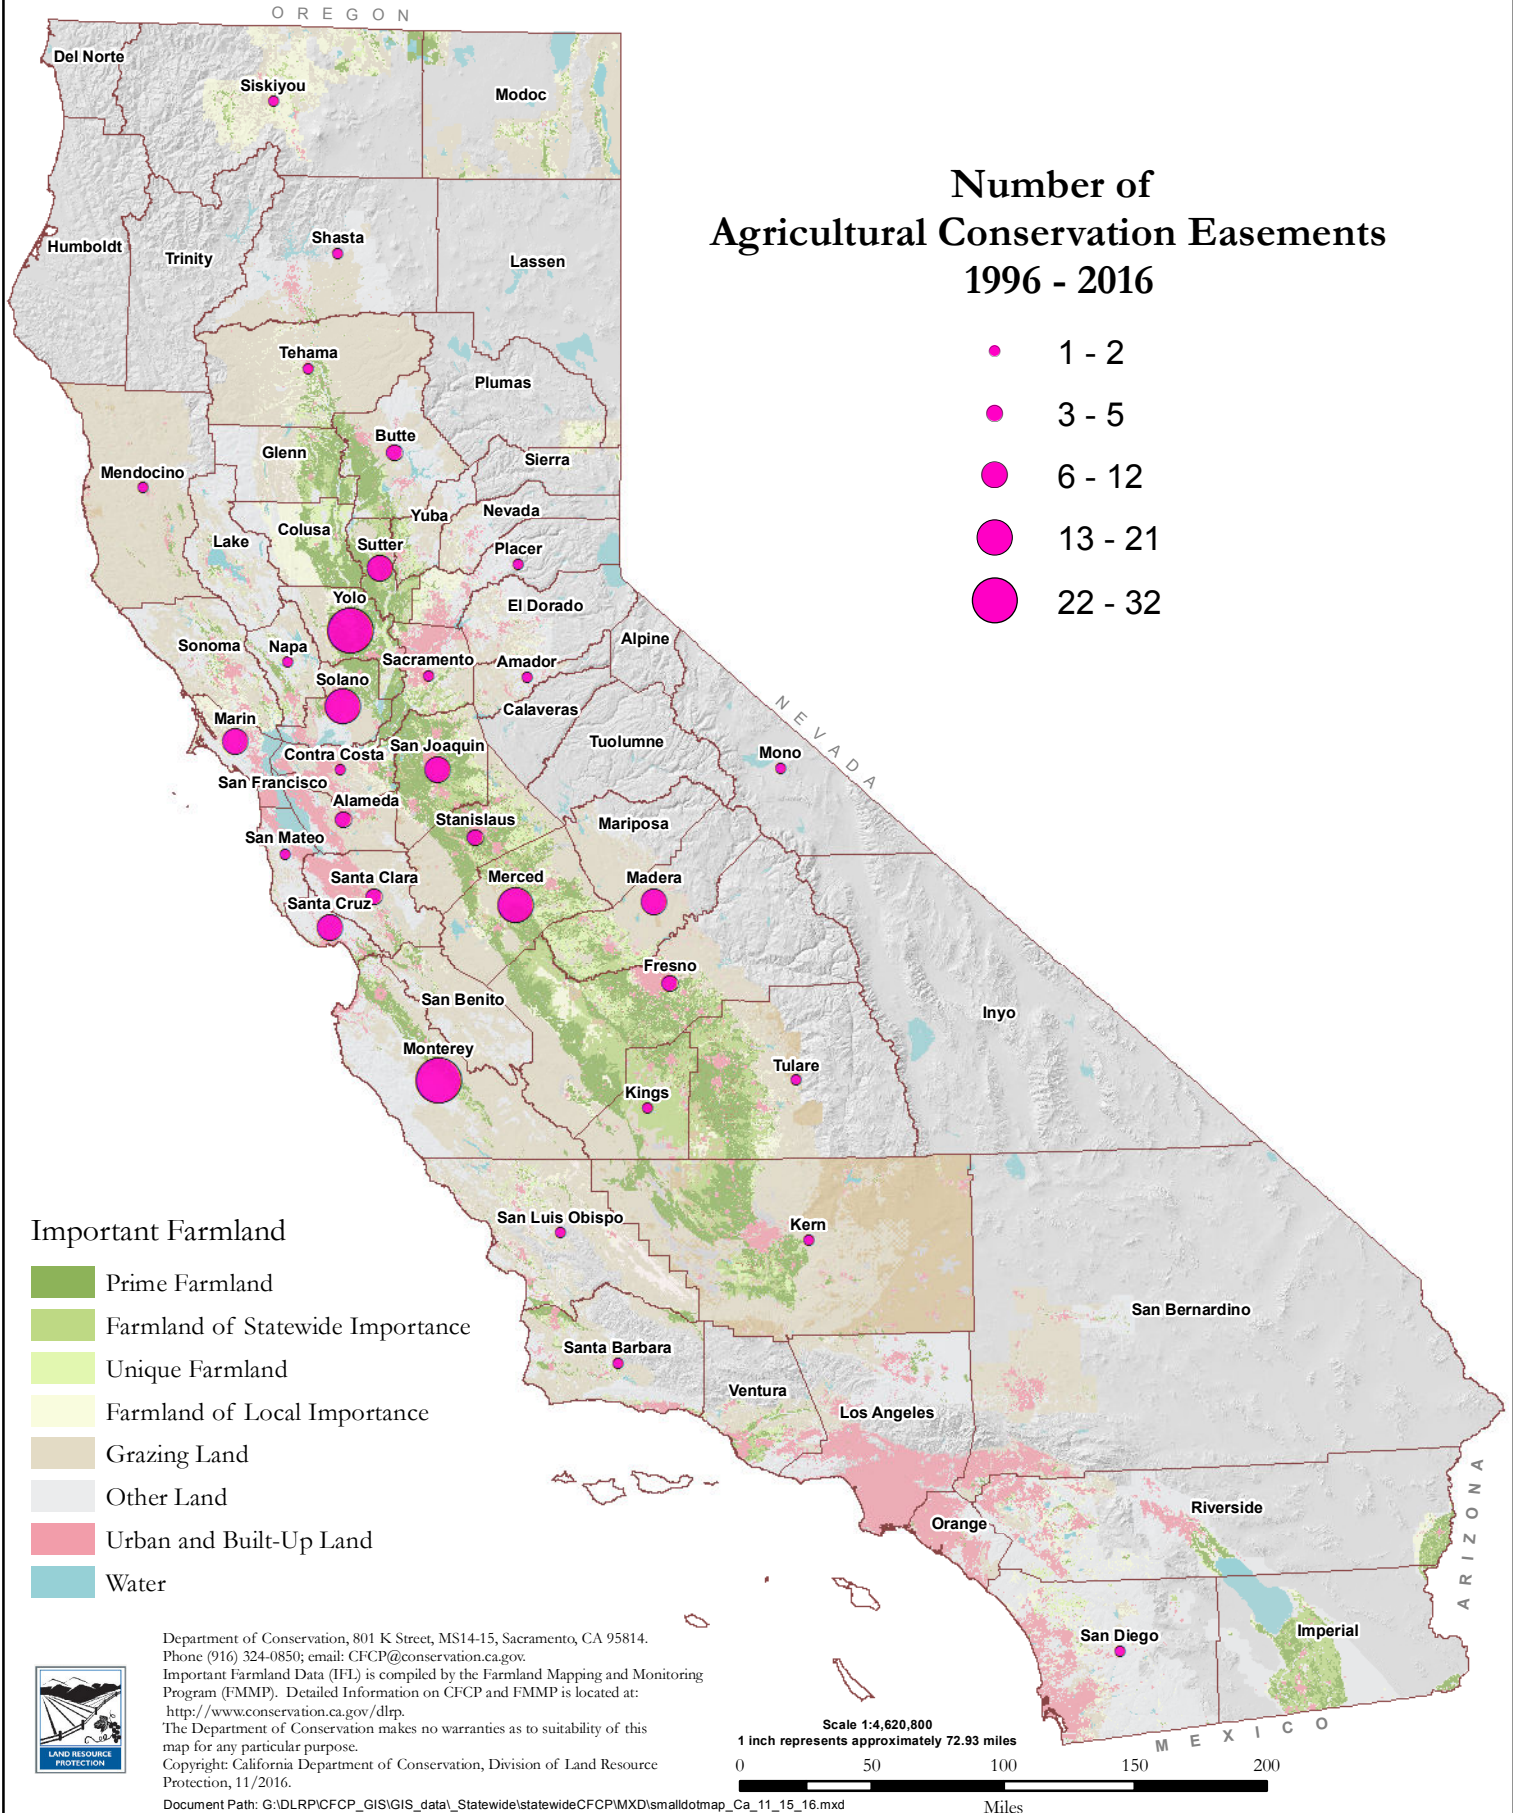 OREGON
Del Norte
Siskiyou
Modoc
Number of
Agricultural Conservation Easements
1996 - 2016
Humboldt
Trinity
Shasta
Lassen
1 - 2
3 - 5
6 - 12
13 - 21
22 - 32
Tehama
Plumas
Butte
Glenn
Sierra
Mendocino
Colusa
Yuba
Nevada
Lake
Sutter
Placer
Yolo
El Dorado
Alpine
Sonoma
Napa
Sacramento
Amador
Solano
Calaveras
NEVADA
Marin
Contra Costa
San Joaquin
Tuolumne
Mono
San Francisco
Alameda
Stanislaus
Mariposa
San Mateo
Santa Clara
Merced
Madera
Santa Cruz
Fresno
San Benito
Inyo
Monterey
Tulare
Kings
San Luis Obispo
Kern
San Bernardino
Santa Barbara
Ventura
Los Angeles
Riverside
Orange
ARIZONA
San Diego
Imperial
MEXICO
Important Farmland
Prime Farmland
Farmland of Statewide Importance
Unique Farmland
Farmland of Local Importance
Grazing Land
Other Land
Urban and Built-Up Land
Water
LAND RESOURCE
PROTECTION
Department of Conservation, 801 K Street, MS14-15, Sacramento, CA 95814.
Phone (916) 324-0850; email: CFCP@conservation.ca.gov.
Important Farmland Data (IFL) is compiled by the Farmland Mapping and Monitoring
Program (FMMP). Detailed Information on CFCP and FMMP is located at:
http://www.conservation.ca.gov/dlrp.
The Department of Conservation makes no warranties as to suitability of this
map for any particular purpose.
Copyright: California Department of Conservation, Division of Land Resource
Protection, 11/2016.
Document Path: G:\DLRP\CFCP_GIS\GIS_data\_Statewide\statewideCFCP\MXD\smalldotmap_Ca_11_15_16.mxd
Scale 1:4,620,800
1 inch represents approximately 72.93 miles
0 50 100 150 200
Miles